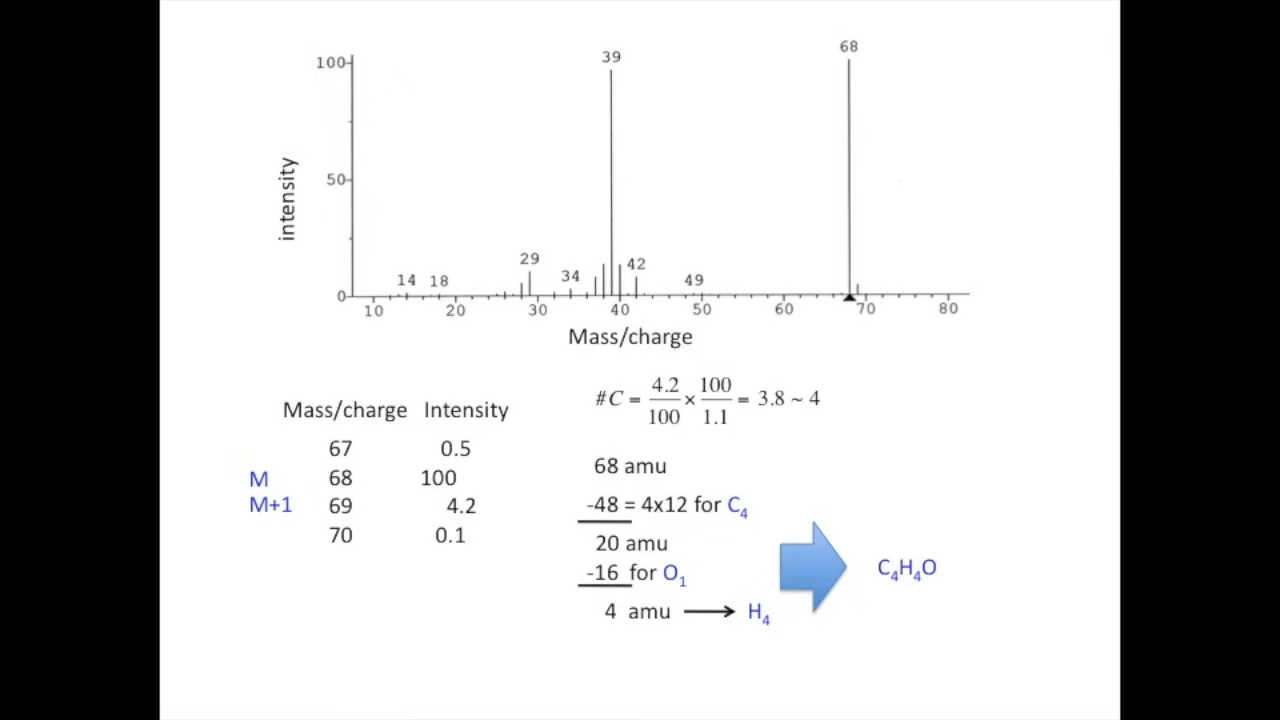 68
39
100
50
0
intensity
14 18 29 34 42 49
10 20 30 40 50 60 70 80
Mass/charge
#C = 4.2/100 × 100/1.1 = 3.8 ~ 4
Mass/charge Intensity
67 0.5
M 68 100
M+1 69 4.2
70 0.1
68 amu
-48 = 4x12 for C₄
20 amu
-16 for O₁
4 amu → H₄
C₄H₄O